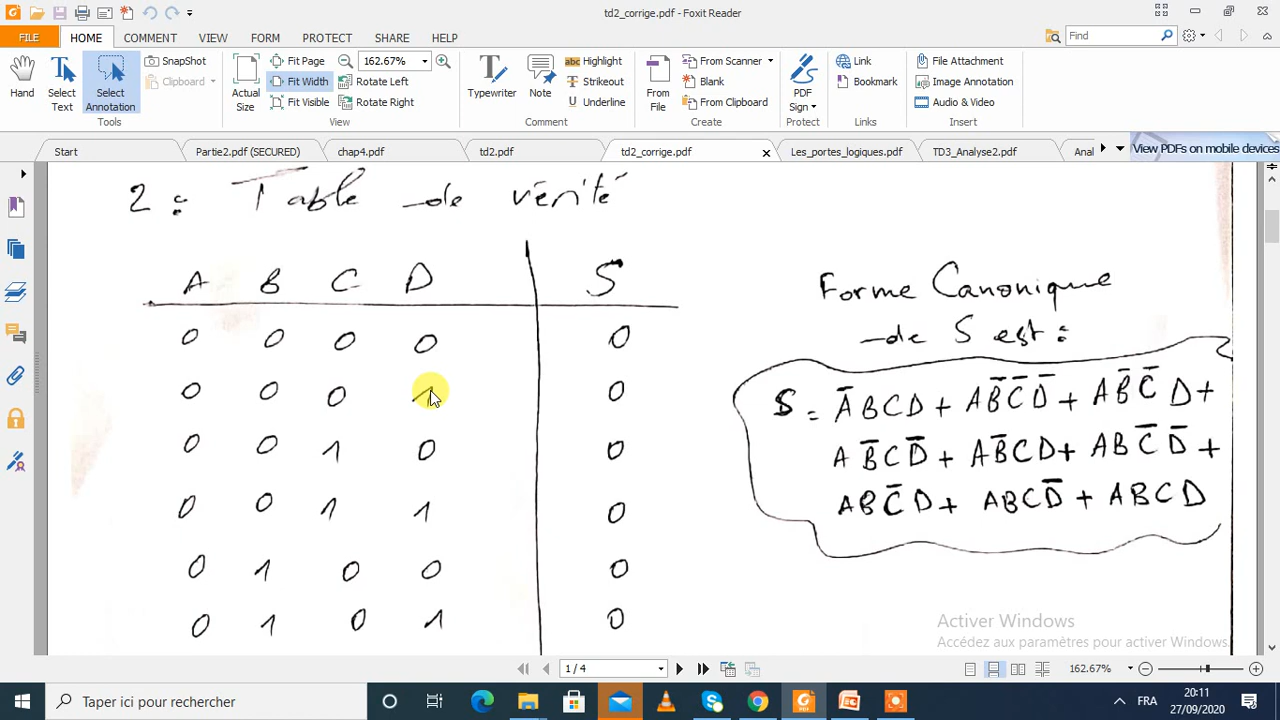 td2_corrige.pdf - Foxit Reader
FILE HOME COMMENT VIEW FORM PROTECT SHARE HELP Find
SnapShot Fit Page 162.67% Highlight From Scanner Link File Attachment
Clipboard Fit Width Rotate Left Strikeout Blank Bookmark Image Annotation
Hand Select Text Select Annotation Actual Size Fit Visible Rotate Right Typewriter Note Underline From File From Clipboard PDF Sign Audio & Video
Tools View Comment Create Protect Links Insert
Start Partie2.pdf (SECURED) chap4.pdf td2.pdf td2_corrige.pdf Les_portes_logiques.pdf TD3_Analyse2.pdf Anal View PDFs on mobile devices
2: Table de vérité
A B C D S
0 0 0 0 0
0 0 0 1 0
0 0 1 0 0
0 0 1 1 0
0 1 0 0 0
0 1 0 1 0
Forme Canonique
de S est :
S = A̅BCD + AB̅C̅D̅ + AB̅C̅D +
AB̅CD̅ + AB̅CD + ABC̅D̅ +
ABC̅D + ABCD̅ + ABCD
Activer Windows
Accédez aux paramètres pour activer Windows.
1 / 4 162.67%
Taper ici pour rechercher FRA 20:11
27/09/2020